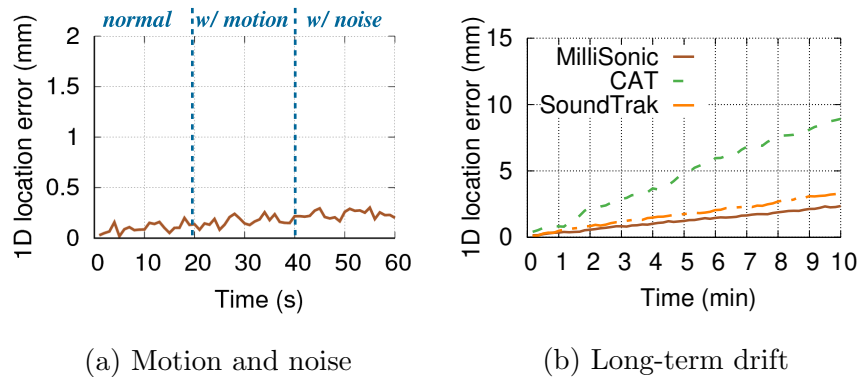 normal w/ motion w/ noise
2
1.5
1
0.5
0
1D location error (mm)
0 10 20 30 40 50 60
Time (s)
(a) Motion and noise
MilliSonic
CAT
SoundTrak
15
10
5
0
1D location error (mm)
0 1 2 3 4 5 6 7 8 9 10
Time (min)
(b) Long-term drift